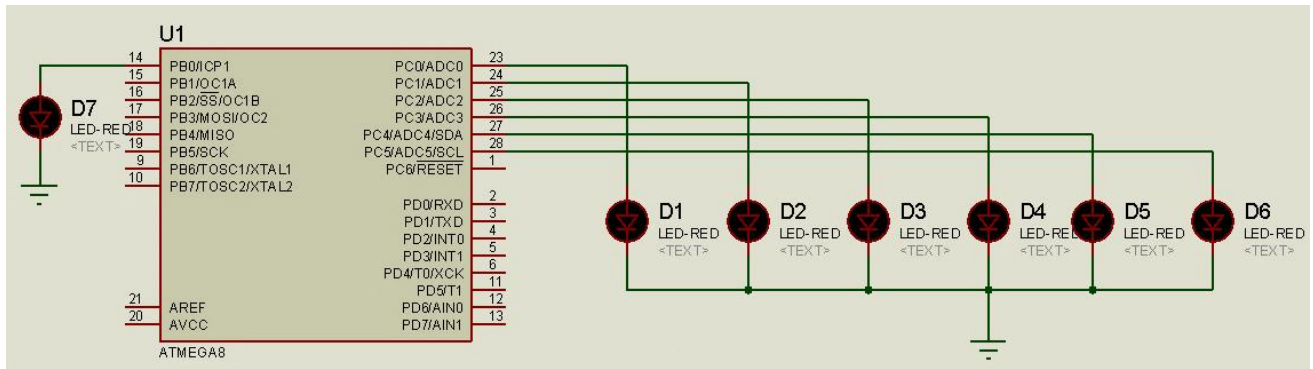 U1
14
15
16
17
18
19
9
10
21
20
PB0/ICP1
PB1/OC1A
PB2/SS/OC1B
PB3/MOSI/OC2
PB4/MISO
PB5/SCK
PB6/TOSC1/XTAL1
PB7/TOSC2/XTAL2
AREF
AVCC
PC0/ADC0
PC1/ADC1
PC2/ADC2
PC3/ADC3
PC4/ADC4/SDA
PC5/ADC5/SCL
PC6/RESET
PD0/RXD
PD1/TXD
PD2/INT0
PD3/INT1
PD4/T0/XCK
PD5/T1
PD6/AIN0
PD7/AIN1
23
24
25
26
27
28
1
2
3
4
5
6
11
12
13
ATMEGA8
D7
LED-RED
<TEXT>
D1
LED-RED
<TEXT>
D2
LED-RED
<TEXT>
D3
LED-RED
<TEXT>
D4
LED-RED
<TEXT>
D5
LED-RED
<TEXT>
D6
LED-RED
<TEXT>